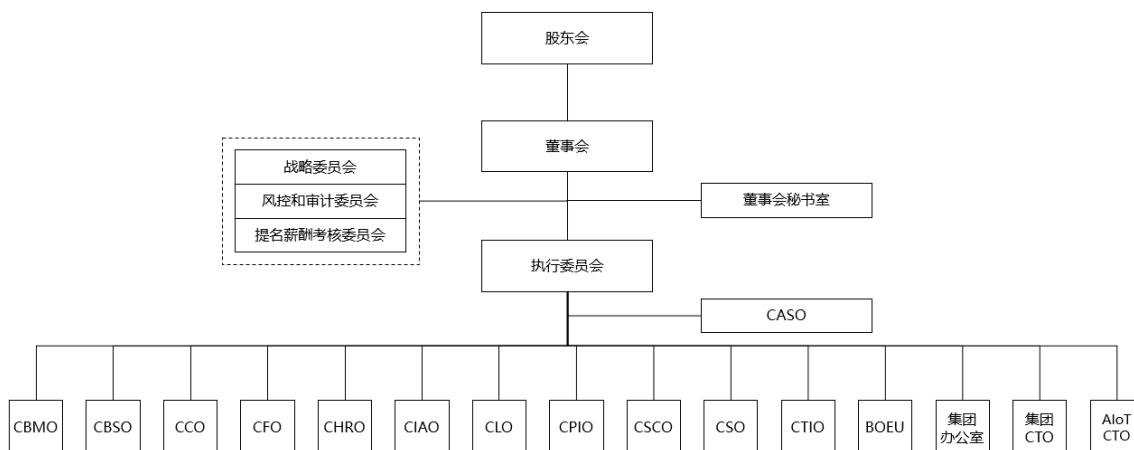 股东会
董事会
战略委员会
风控和审计委员会
提名薪酬考核委员会
董事会秘书室
执行委员会
CASO
CBMO
CBSO
CCO
CFO
CHRO
CIAO
CLO
CPIO
CSCO
CSO
CTIO
BOEU
集团
办公室
集团
CTO
AIoT
CTO